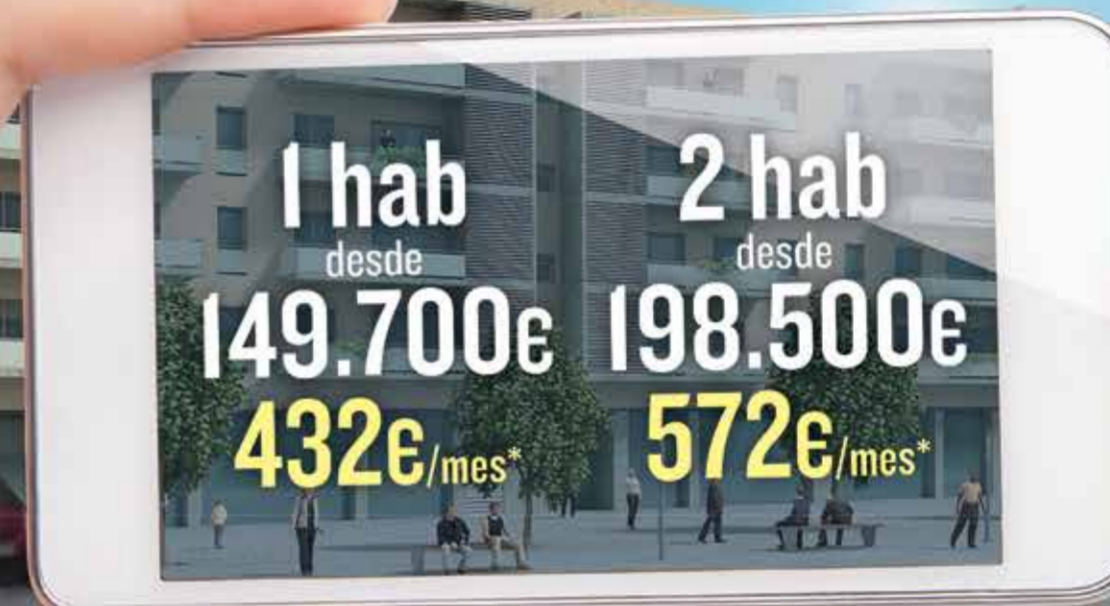 1 hab
desde
149.700€
432€/mes*
2 hab
desde
198.500€
572€/mes*